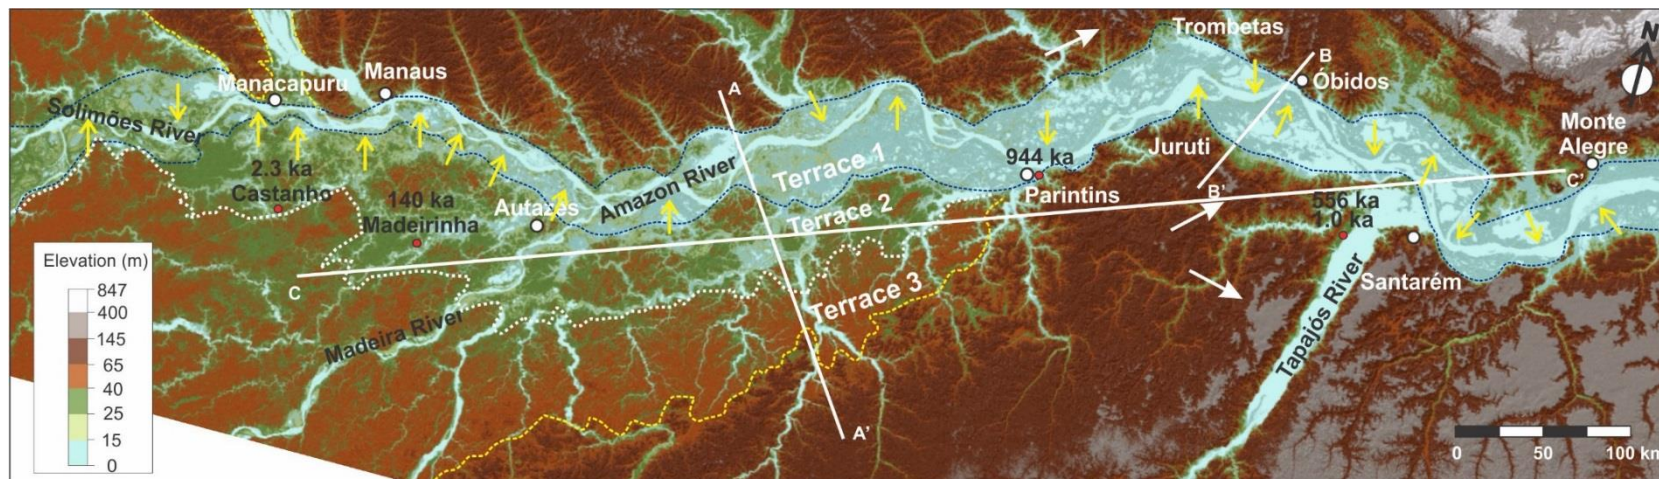 Trombetas
N
A
B
Óbidos
Manacapuru
Manaus
Solimões River
Monte
Alegre
Juruti
944 ka
Parintins
Terrace 1
Amazon River
2.3 ka
Castanho
140 ka
Madeirinha
Autazes
Terrace 2
B'
C'
556 ka
1.0 ka
Santarém
Tapajós River
C
Terrace 3
Madeira River
A'
Elevation (m)
847
400
145
65
40
25
15
0
0 50 100 km